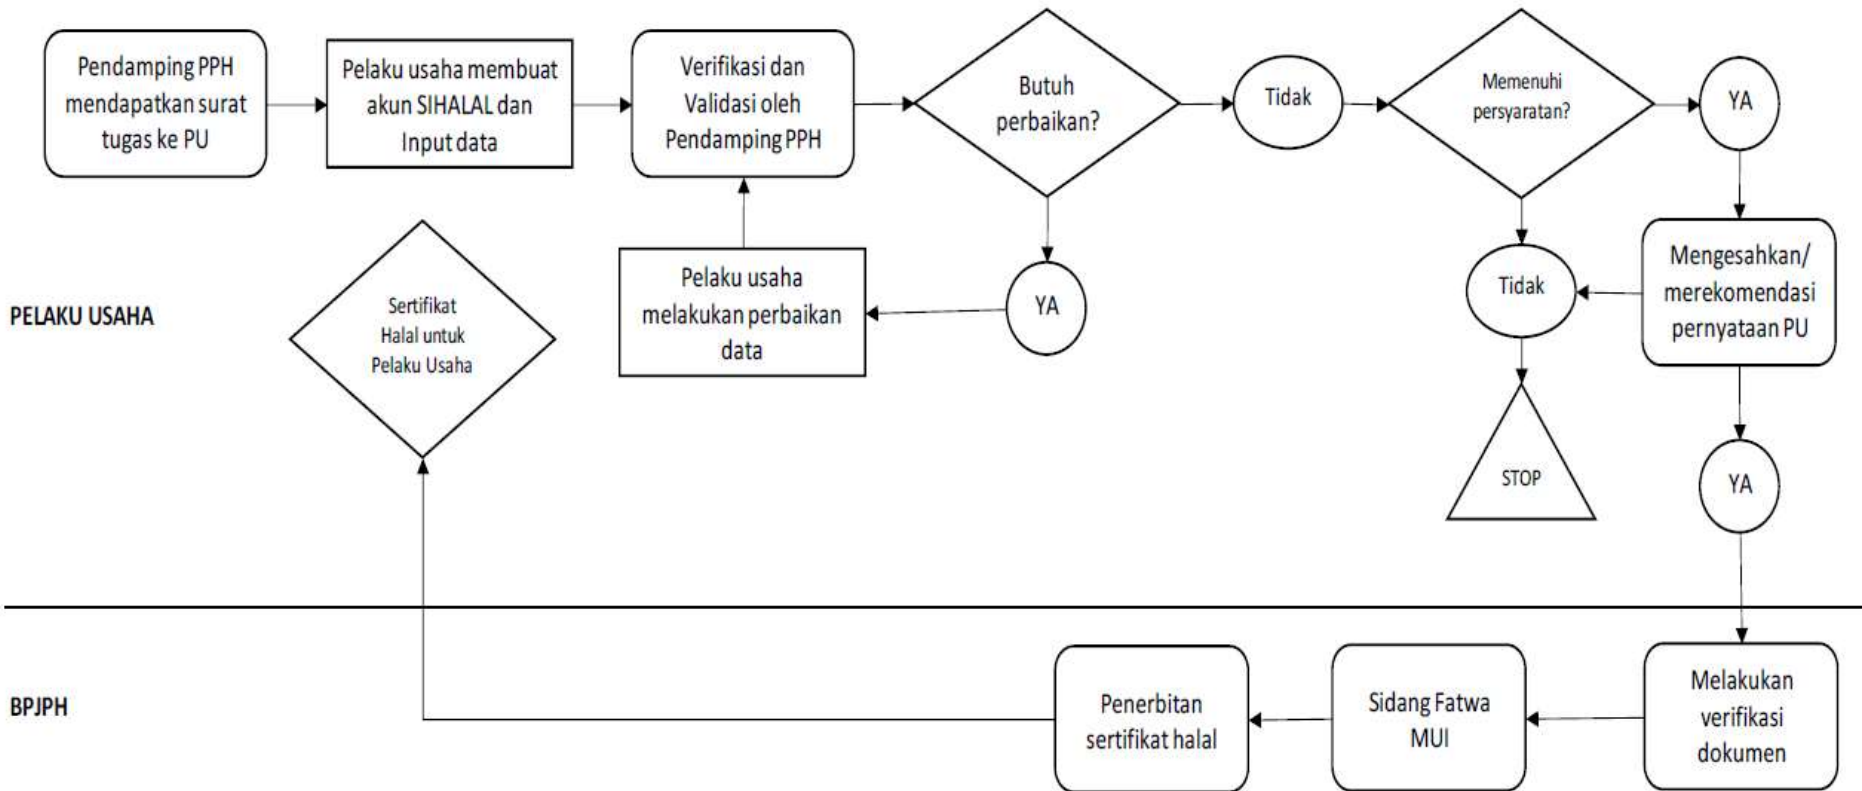 Pendamping PPH
mendapatkan surat
tugas ke PU
Pelaku usaha membuat
akun SIHALAL dan
Input data
Verifikasi dan
Validasi oleh
Pendamping PPH
Butuh
perbaikan?
Tidak
Memenuhi
persyaratan?
YA
PELAKU USAHA
Sertifikat
Halal untuk
Pelaku Usaha
Pelaku usaha
melakukan perbaikan
data
YA
Tidak
Mengesahkan/
merekomendasi
pernyataan PU
STOP
YA
BPJPH
Penerbitan
sertifikat halal
Sidang Fatwa
MUI
Melakukan
verifikasi
dokumen